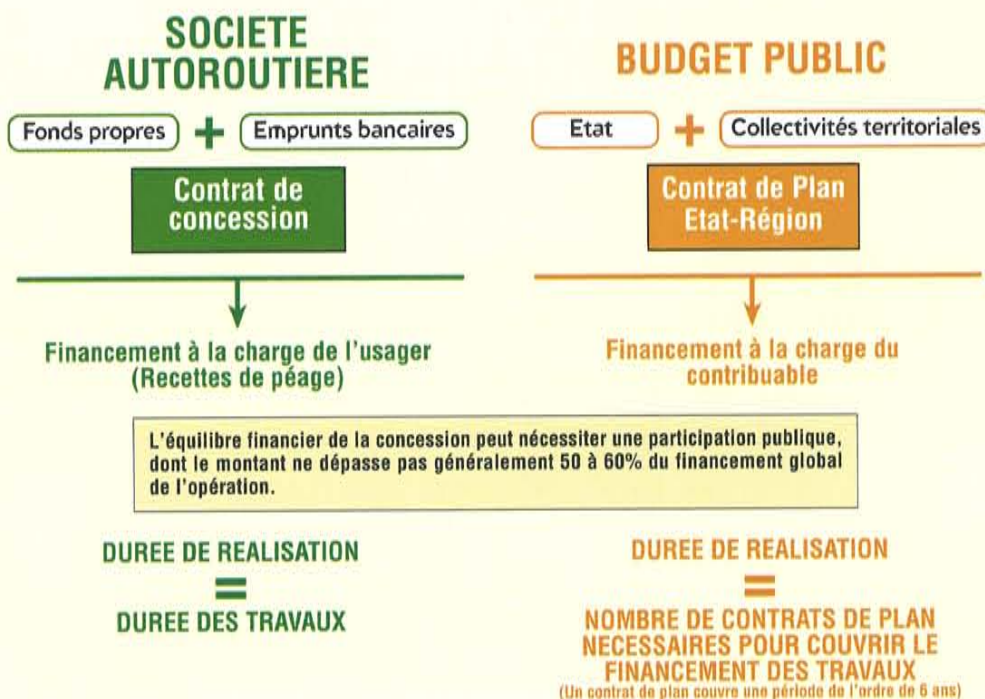 SOCIETE
AUTOROUTIERE
Fonds propres + Emprunts bancaires
Contrat de
concession
Financement à la charge de l'usager
(Recettes de péage)
BUDGET PUBLIC
Etat + Collectivités territoriales
Contrat de Plan
Etat-Région
Financement à la charge du
contribuable
L'équilibre financier de la concession peut nécessiter une participation publique,
dont le montant ne dépasse pas généralement 50 à 60% du financement global
de l'opération.
DUREE DE REALISATION
=
DUREE DES TRAVAUX
DUREE DE REALISATION
=
NOMBRE DE CONTRATS DE PLAN
NECESSAIRES POUR COUVRIR LE
FINANCEMENT DES TRAVAUX
(Un contrat de plan couvre une période de l'ordre de 6 ans)